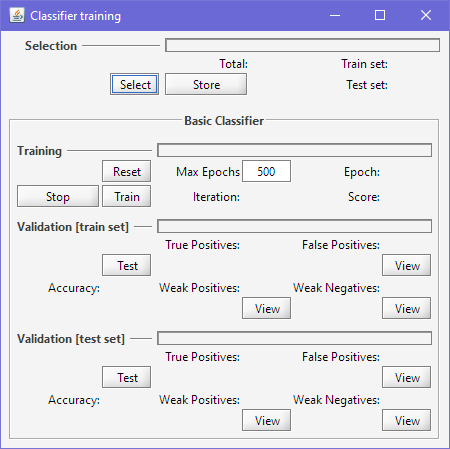 Classifier training
Selection
Total: Train set:
Select Store Test set:
Basic Classifier
Training
Reset Max Epochs 500 Epoch:
Stop Train Iteration: Score:
Validation [train set]
True Positives: False Positives:
Test View
Accuracy: Weak Positives: Weak Negatives:
View View
Validation [test set]
True Positives: False Positives:
Test View
Accuracy: Weak Positives: Weak Negatives:
View View